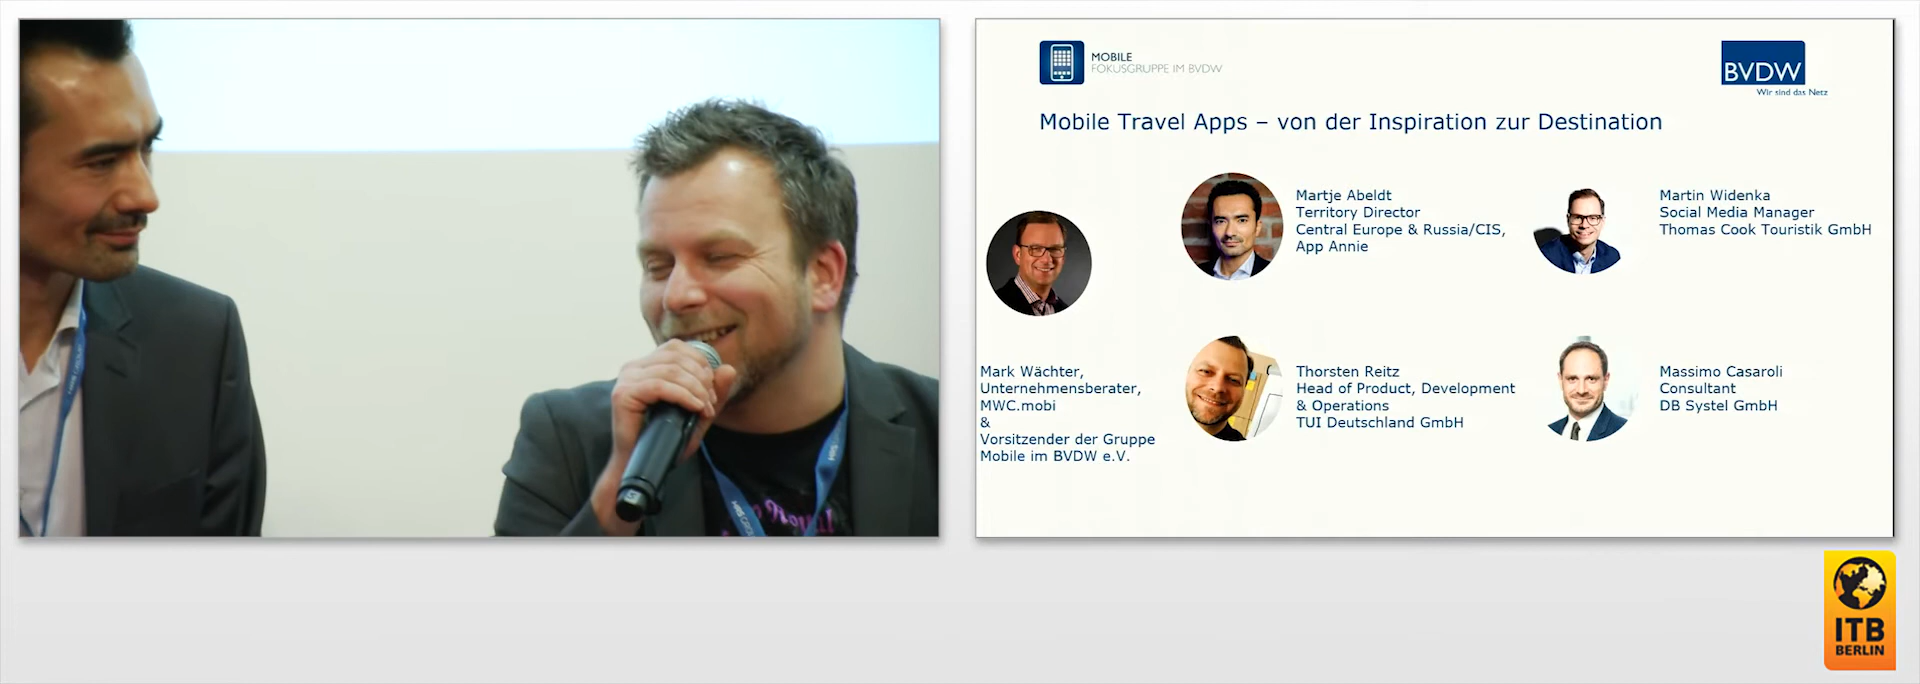 MOBILE
FOKUSGRUPPE IM BVDW
BVDW
Wir sind das Netz
Mobile Travel Apps – von der Inspiration zur Destination
Mark Wächter,
Unternehmensberater,
MWC.mobi
&
Vorsitzender der Gruppe
Mobile im BVDW e.V.
Martje Abeldt
Territory Director
Central Europe & Russia/CIS,
App Annie
Martin Widenka
Social Media Manager
Thomas Cook Touristik GmbH
Thorsten Reitz
Head of Product, Development
& Operations
TUI Deutschland GmbH
Massimo Casaroli
Consultant
DB Systel GmbH
HRS GROUP
HRS
ITB
BERLIN